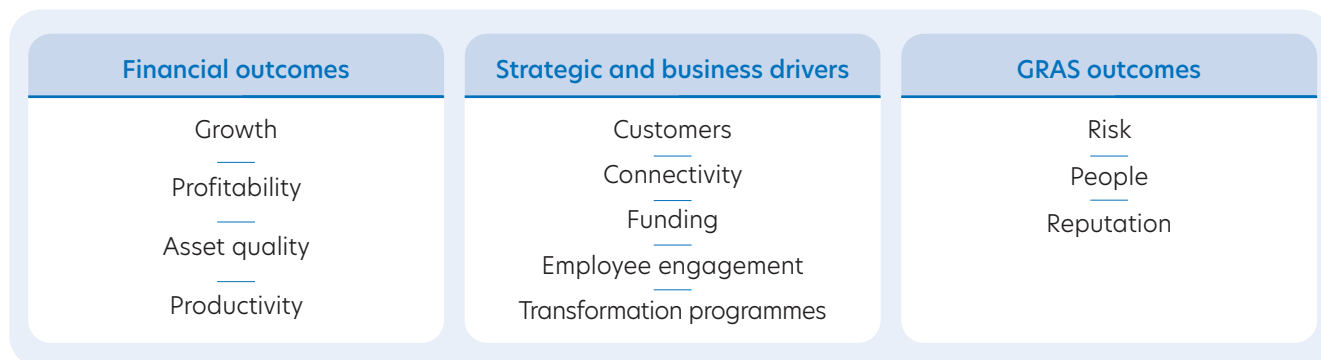 Financial outcomes
Growth
Profitability
Asset quality
Productivity
Strategic and business drivers
Customers
Connectivity
Funding
Employee engagement
Transformation programmes
GRAS outcomes
Risk
People
Reputation